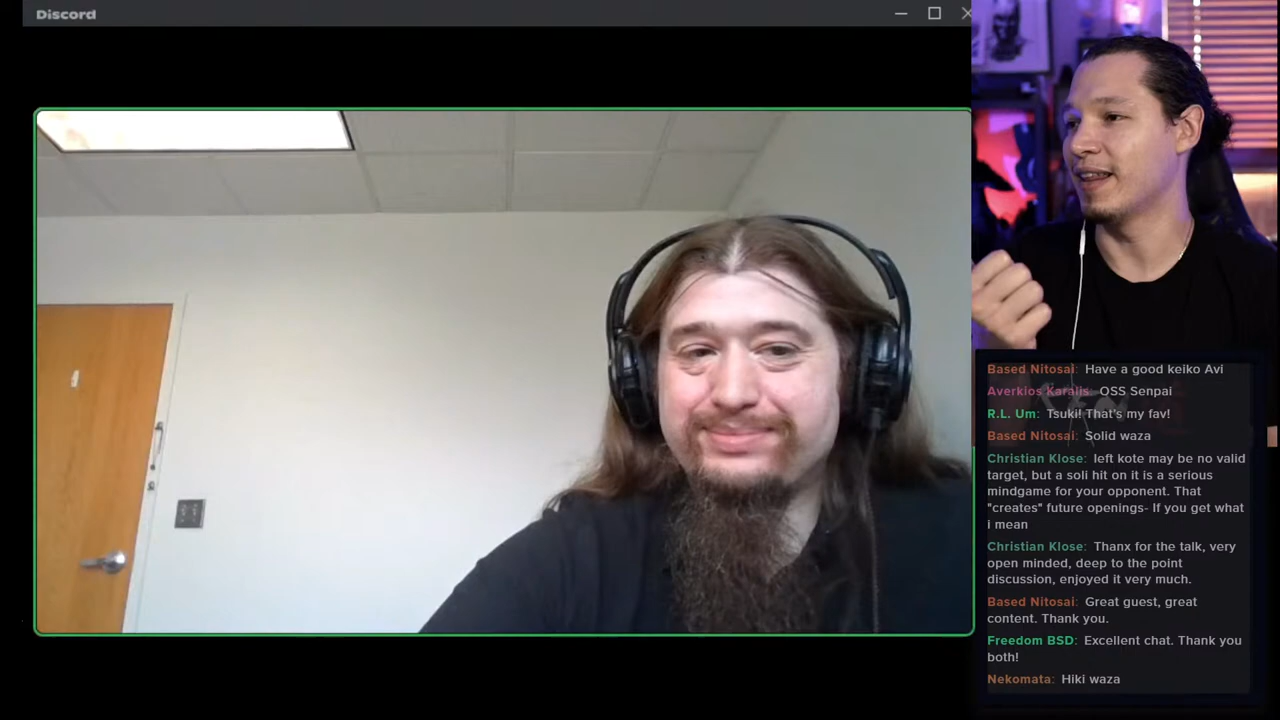 Discord
Based Nitosai: Have a good keiko Avi
Averkios Karalis: OSS Senpai
R.L. Um: Tsuki! That's my fav!
Based Nitosai: Solid waza
Christian Klose: left kote may be no valid
target, but a soli hit on it is a serious
mindgame for your opponent. That
"creates" future openings- If you get what
i mean
Christian Klose: Thanx for the talk, very
open minded, deep to the point
discussion, enjoyed it very much.
Based Nitosai: Great guest, great
content. Thank you.
Freedom BSD: Excellent chat. Thank you
both!
Nekomata: Hiki waza